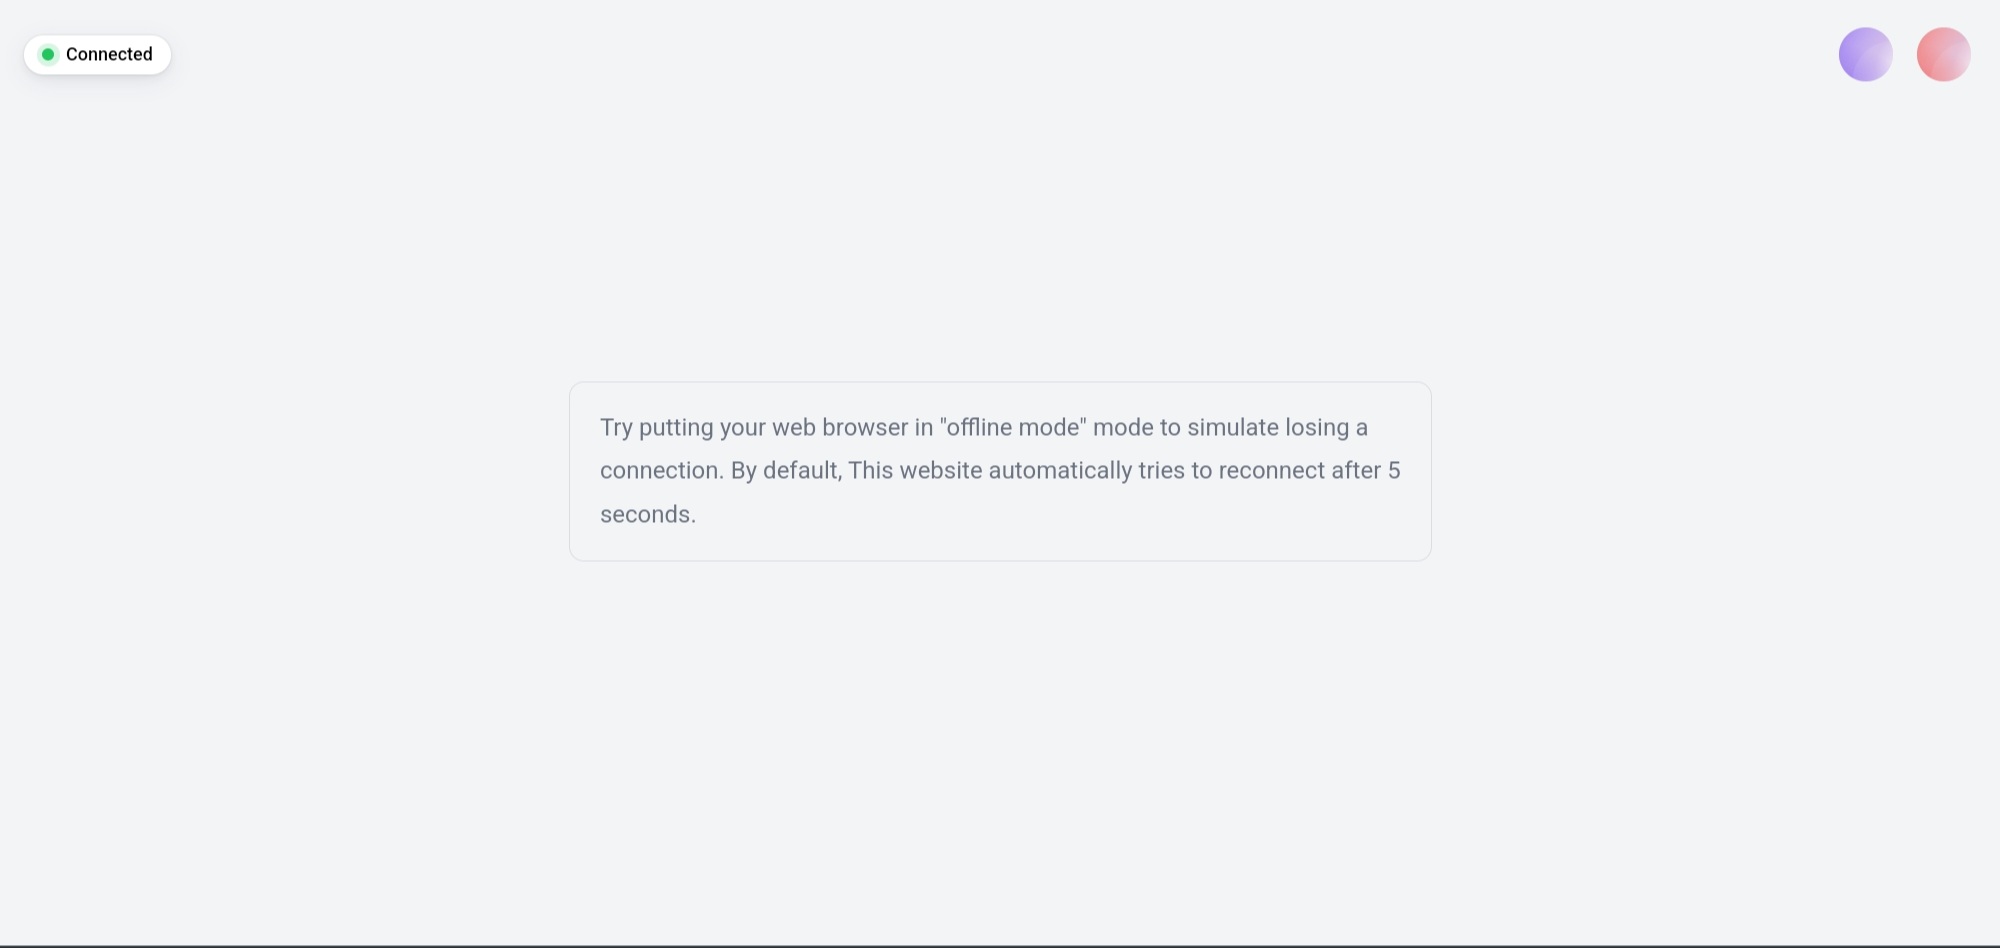 Connected
Try putting your web browser in "offline mode" mode to simulate losing a
connection. By default, This website automatically tries to reconnect after 5
seconds.